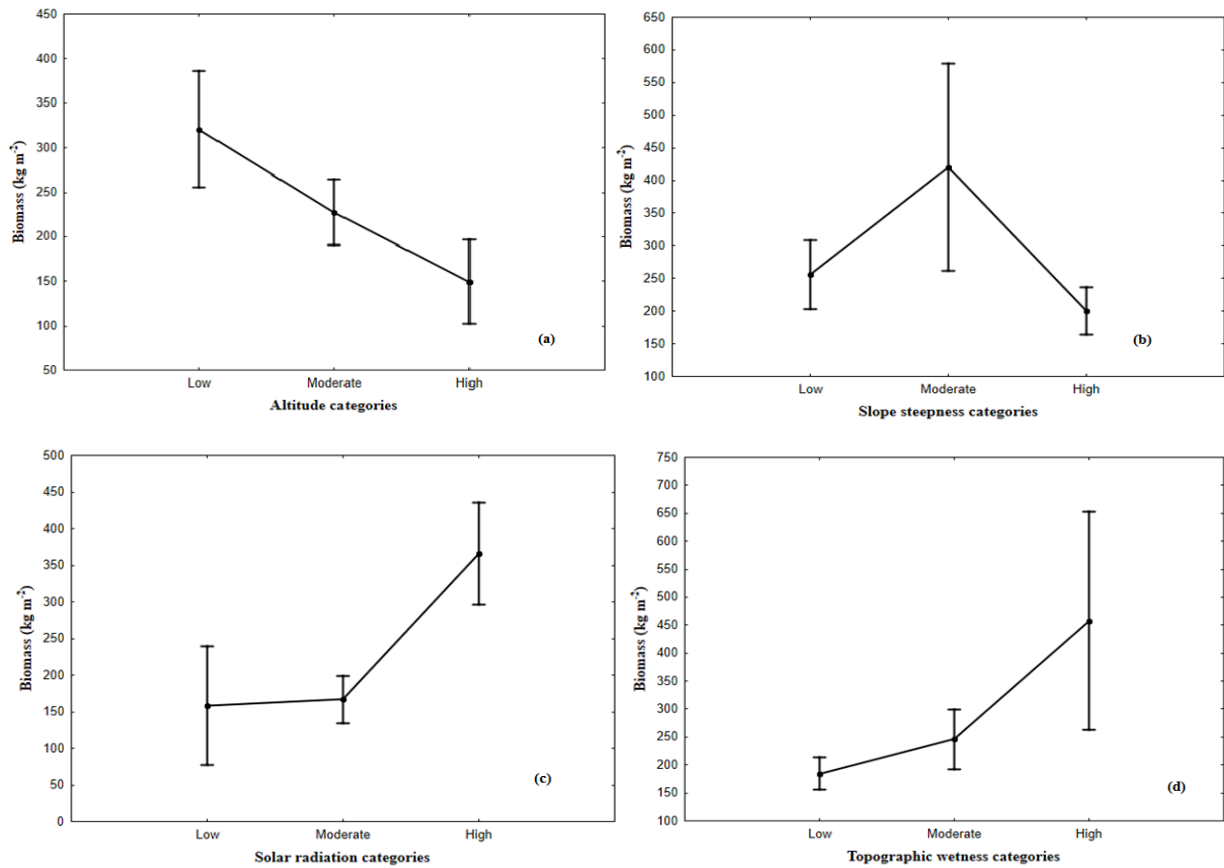 450
400
350
300
250
200
150
100
50
Biomass (kg m-2)
Low Moderate High
Altitude categories
(a)
650
600
550
500
450
400
350
300
250
200
150
100
Biomass (kg m-2)
Low Moderate High
Slope steepness categories
(b)
500
450
400
350
300
250
200
150
100
50
0
Biomass (kg m-2)
Low Moderate High
Solar radiation categories
(c)
750
700
650
600
550
500
450
400
350
300
250
200
150
100
Biomass (kg m-2)
Low Moderate High
Topographic wetness categories
(d)